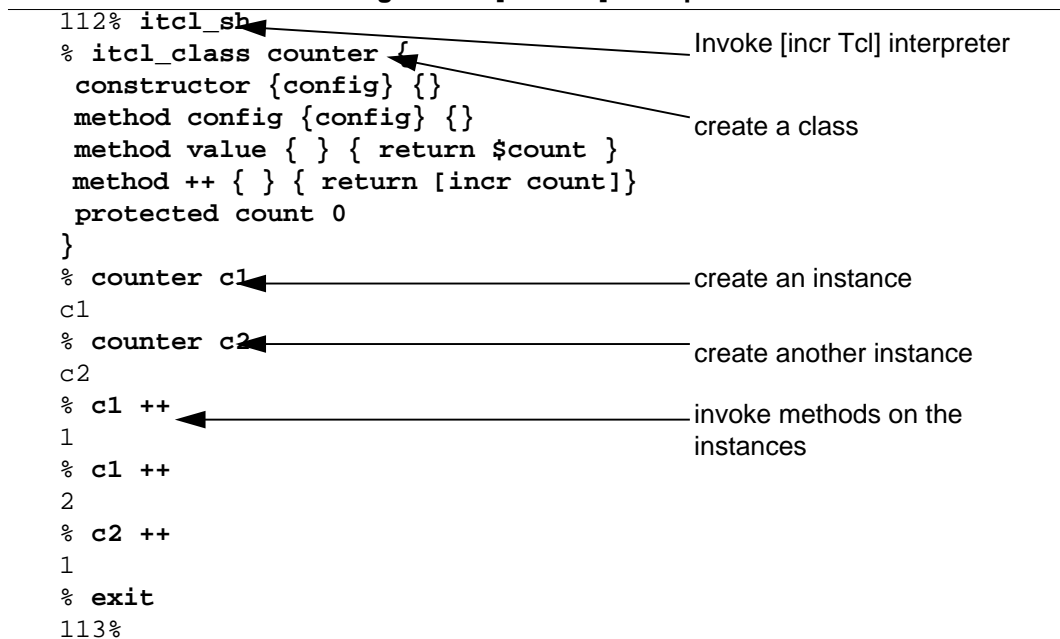 112% itcl_sh
Invoke [incr Tcl] interpreter
% itcl_class counter {
constructor {config} {}
method config {config} {}
create a class
method value { } { return $count }
method ++ { } { return [incr count]}
protected count 0
}
% counter c1
create an instance
c1
% counter c2
create another instance
c2
% c1 ++
invoke methods on the
instances
1
% c1 ++
2
% c2 ++
1
% exit
113%